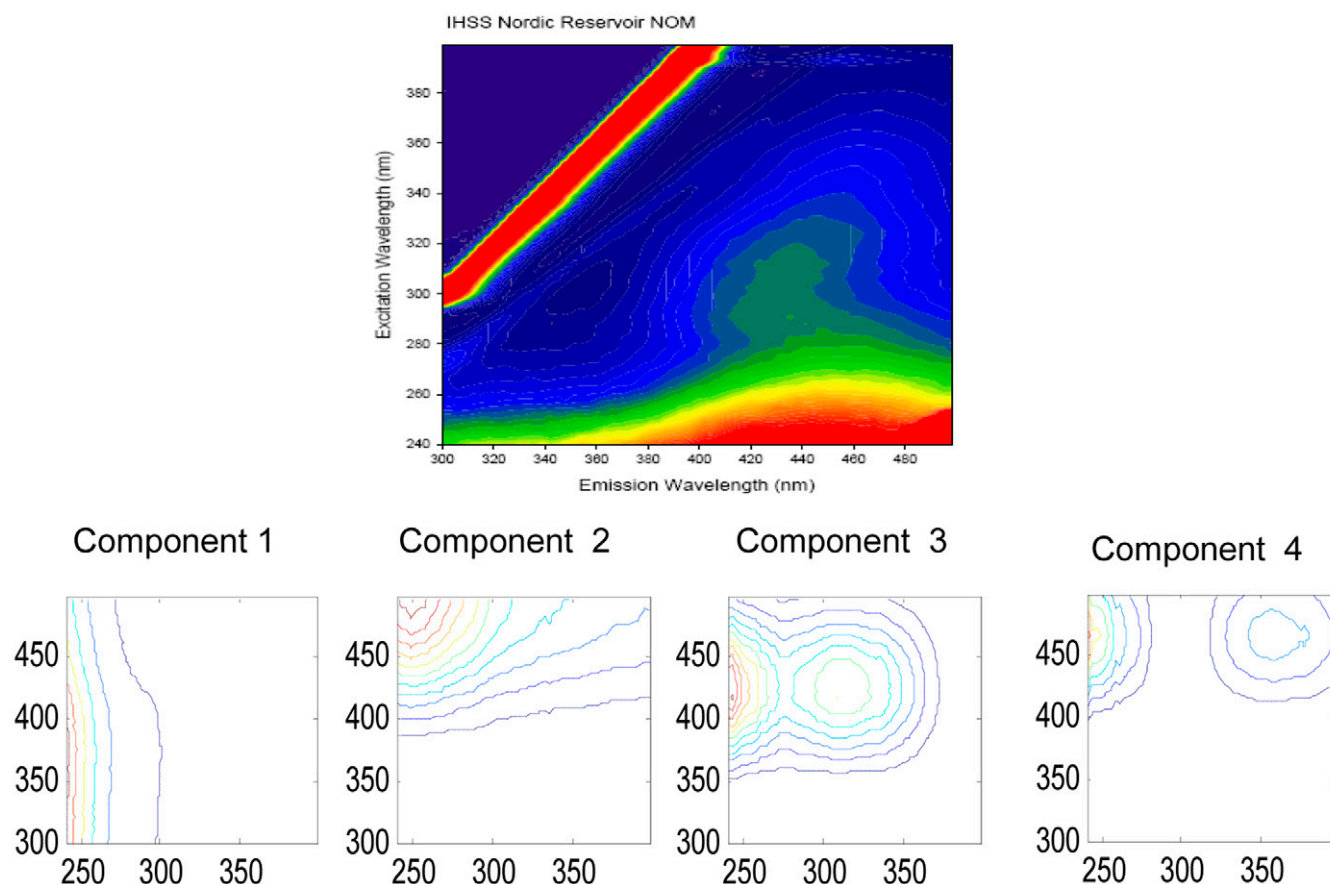 IHSS Nordic Reservoir NOM
Excitation Wavelength (nm)
380
360
340
320
300
280
260
240
300 320 340 360 380 400 420 440 460 480
Emission Wavelength (nm)
Component 1
450
400
350
300
250 300 350
Component 2
450
400
350
300
250 300 350
Component 3
450
400
350
300
250 300 350
Component 4
450
400
350
300
250 300 350